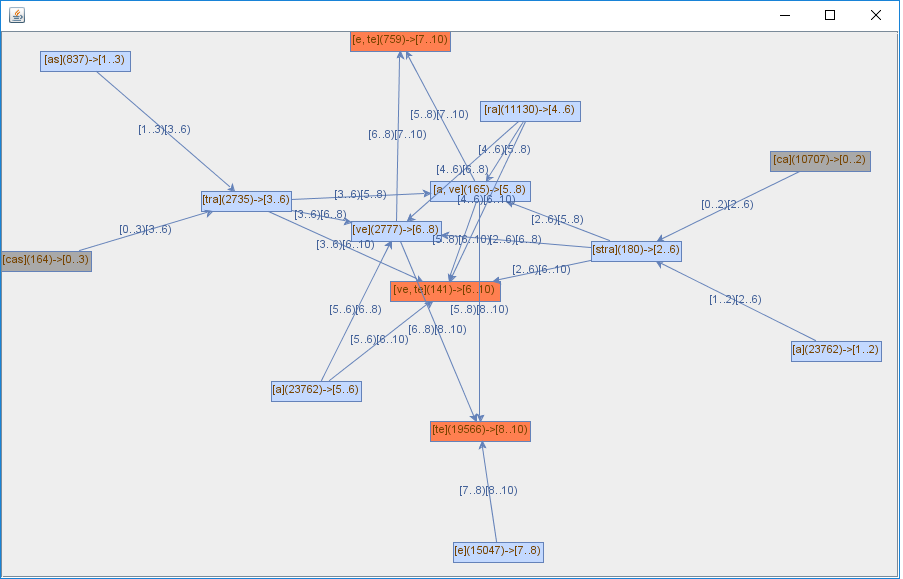 [e, te](759)->[7..10)
[as](837)->[1..3)
[5..8)[7..10)
[ra](11130)->[4..6)
[1..3)[3..6)
[6..8)[7..10)
[4..6)[5..8)
[ca](10707)->[0..2)
[4..6)[6..8)
[a, ve](165)->[5..8)
[3..6)[5..8)
[tra](2735)->[3..6)
[4..6)[6..10)
[0..2)[2..6)
[3..6)[6..8)
[2..6)[5..8)
[0..3)[3..6)
[ve](2777)->[6..8)
[5..8)[6..10)
[2..6)[6..8)
[3..6)[6..10)
[stra](180)->[2..6)
[cas](164)->[0..3)
[2..6)[6..10)
[ve, te](141)->[6..10)
[1..2)[2..6)
[5..6)[6..8)
[5..8)[8..10)
[6..8)[8..10)
[5..6)[6..10)
[a](23762)->[1..2)
[a](23762)->[5..6)
[te](19566)->[8..10)
[7..8)[8..10)
[e](15047)->[7..8)